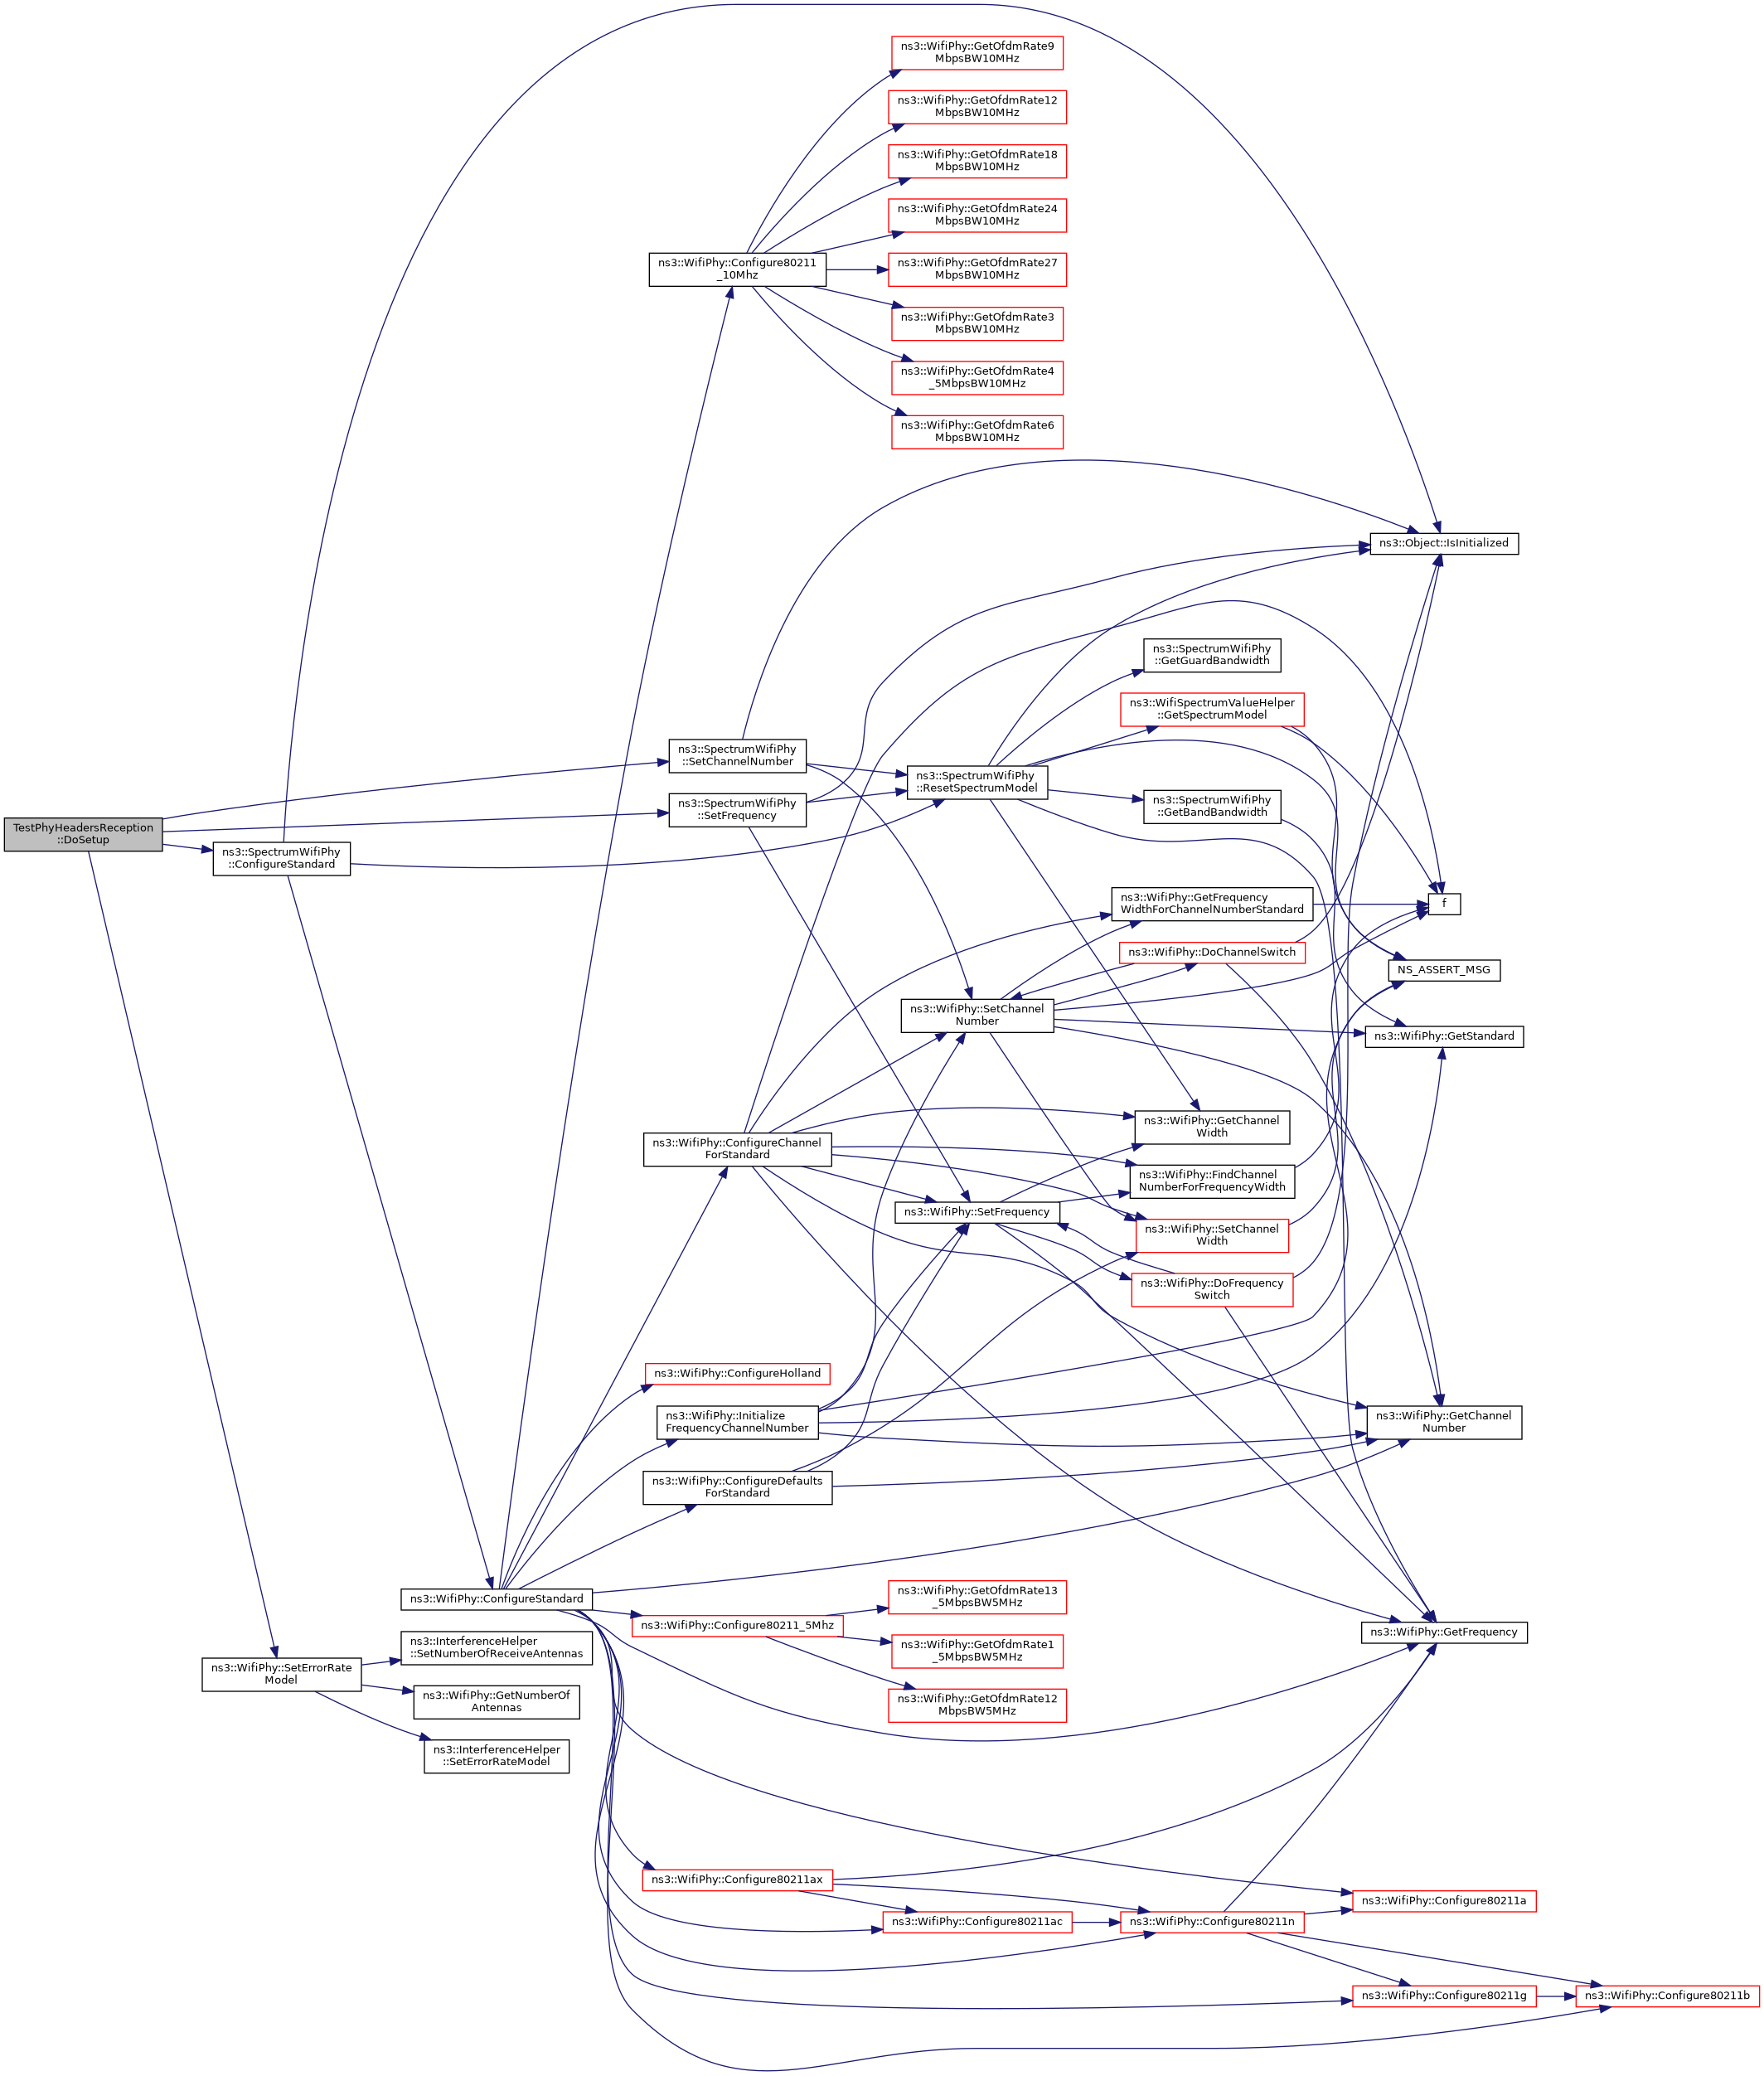 ns3::WifiPhy::GetOfdmRate9
MbpsBW10MHz
ns3::WifiPhy::GetOfdmRate12
MbpsBW10MHz
ns3::WifiPhy::GetOfdmRate18
MbpsBW10MHz
ns3::WifiPhy::GetOfdmRate24
MbpsBW10MHz
ns3::WifiPhy::Configure80211
_10Mhz
ns3::WifiPhy::GetOfdmRate27
MbpsBW10MHz
ns3::WifiPhy::GetOfdmRate3
MbpsBW10MHz
ns3::WifiPhy::GetOfdmRate4
_5MbpsBW10MHz
ns3::WifiPhy::GetOfdmRate6
MbpsBW10MHz
ns3::Object::IsInitialized
ns3::SpectrumWifiPhy
::GetGuardBandwidth
ns3::WifiSpectrumValueHelper
::GetSpectrumModel
ns3::SpectrumWifiPhy
::SetChannelNumber
ns3::SpectrumWifiPhy
::ResetSpectrumModel
ns3::SpectrumWifiPhy
::SetFrequency
ns3::SpectrumWifiPhy
::GetBandBandwidth
TestPhyHeadersReception
::DoSetup
ns3::SpectrumWifiPhy
::ConfigureStandard
ns3::WifiPhy::GetFrequency
WidthForChannelNumberStandard
f
ns3::WifiPhy::DoChannelSwitch
NS_ASSERT_MSG
ns3::WifiPhy::SetChannel
Number
ns3::WifiPhy::GetStandard
ns3::WifiPhy::GetChannel
Width
ns3::WifiPhy::ConfigureChannel
ForStandard
ns3::WifiPhy::FindChannel
NumberForFrequencyWidth
ns3::WifiPhy::SetFrequency
ns3::WifiPhy::SetChannel
Width
ns3::WifiPhy::DoFrequency
Switch
ns3::WifiPhy::ConfigureHolland
ns3::WifiPhy::Initialize
FrequencyChannelNumber
ns3::WifiPhy::GetChannel
Number
ns3::WifiPhy::ConfigureDefaults
ForStandard
ns3::WifiPhy::ConfigureStandard
ns3::WifiPhy::GetOfdmRate13
_5MbpsBW5MHz
ns3::WifiPhy::Configure80211_5Mhz
ns3::WifiPhy::GetFrequency
ns3::InterferenceHelper
::SetNumberOfReceiveAntennas
ns3::WifiPhy::GetOfdmRate1
_5MbpsBW5MHz
ns3::WifiPhy::SetErrorRate
Model
ns3::WifiPhy::GetNumberOf
Antennas
ns3::WifiPhy::GetOfdmRate12
MbpsBW5MHz
ns3::InterferenceHelper
::SetErrorRateModel
ns3::WifiPhy::Configure80211ax
ns3::WifiPhy::Configure80211a
ns3::WifiPhy::Configure80211ac
ns3::WifiPhy::Configure80211n
ns3::WifiPhy::Configure80211g
ns3::WifiPhy::Configure80211b